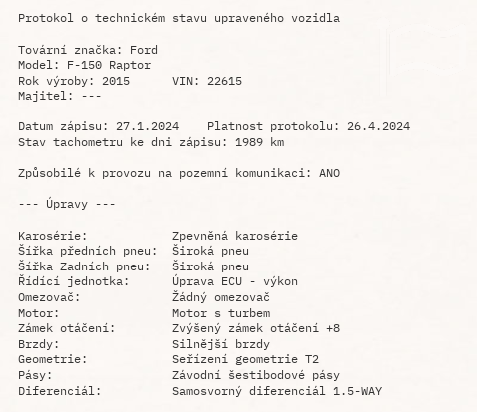 Protokol o technickém stavu upraveného vozidla
Tovární značka: Ford
Model: F-150 Raptor
Rok výroby: 2015 VIN: 22615
Majitel: ---
Datum zápisu: 27.1.2024 Platnost protokolu: 26.4.2024
Stav tachometru ke dni zápisu: 1989 km
Způsobilé k provozu na pozemní komunikaci: ANO
--- Úpravy ---
Karosérie: Zpevněná karosérie
Šířka předních pneu: Široká pneu
Šířka Zadních pneu: Široká pneu
Řídící jednotka: Úprava ECU - výkon
Omezovač: Žádný omezovač
Motor: Motor s turbem
Zámek otáčení: Zvýšený zámek otáčení +8
Brzdy: Silnější brzdy
Geometrie: Seřízení geometrie T2
Pásy: Závodní šestibodové pásy
Diferenciál: Samosvorný diferenciál 1.5-WAY